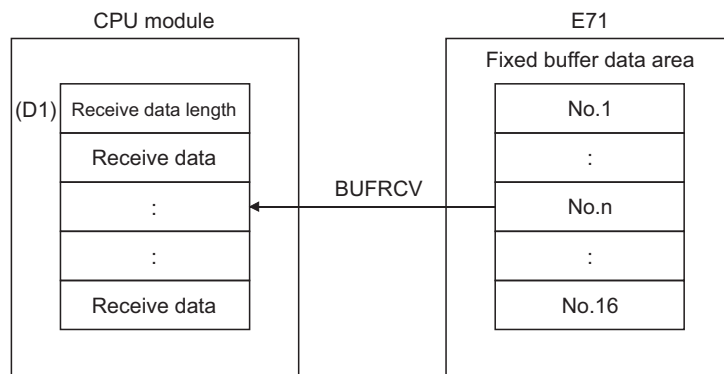 CPU module
E71
Fixed buffer data area
(D1) Receive data length
No.1
Receive data
:
:
BUFRCV
No.n
:
:
Receive data
No.16